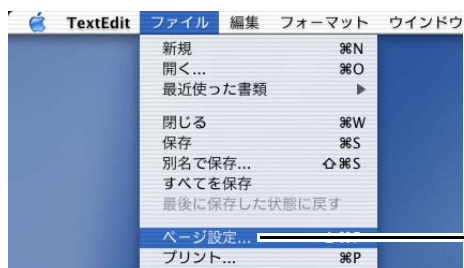 TextEdit ファイル 編集 フォーマット ウインドウ
新規 ⌘N
開く... ⌘O
最近使った書類 ▶
閉じる ⌘W
保存 ⌘S
別名で保存... ⇧⌘S
すべてを保存
最後に保存した状態に戻す
ページ設定...
プリント... ⌘P